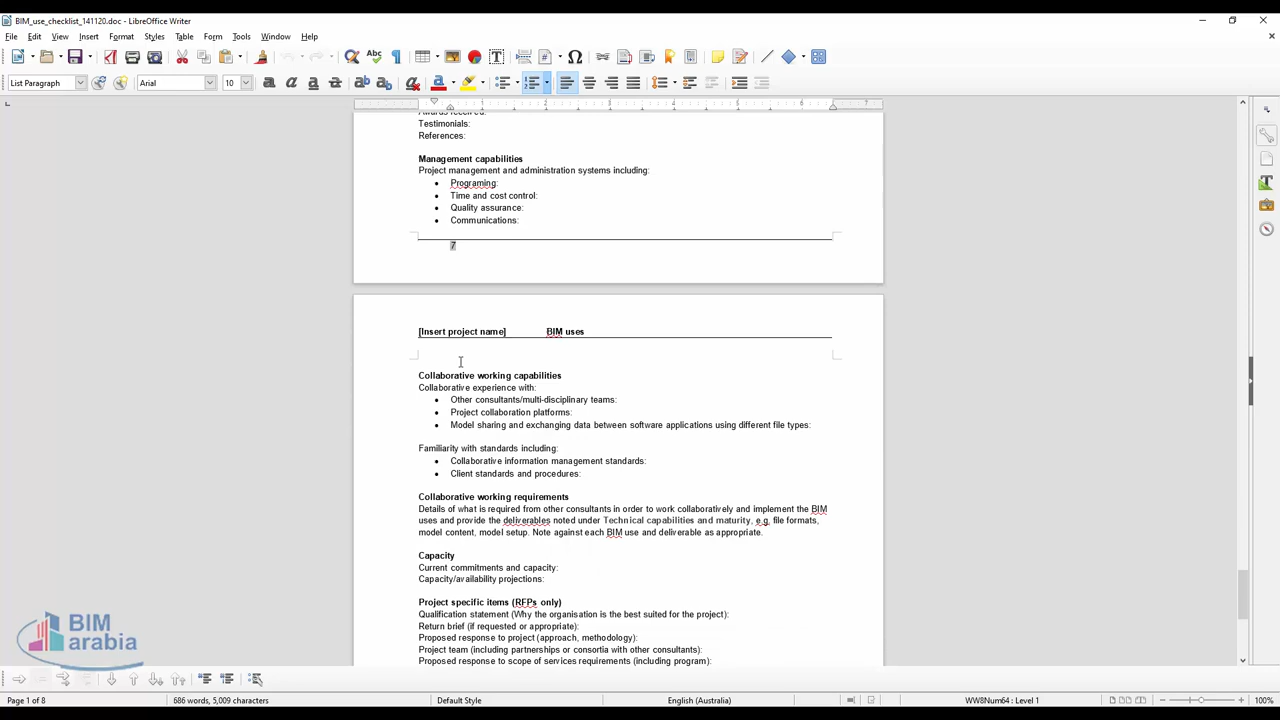 BIM_use_checklist_141120.doc - LibreOffice Writer
File Edit View Insert Format Styles Table Form Tools Window Help
List Paragraph Arial 10
1 2 3 4 5 6 7
Awards received:
Testimonials:
References:
Management capabilities
Project management and administration systems including:
• Programing:
• Time and cost control:
• Quality assurance:
• Communications:
7
[Insert project name] BIM uses
Collaborative working capabilities
Collaborative experience with:
• Other consultants/multi-disciplinary teams:
• Project collaboration platforms:
• Model sharing and exchanging data between software applications using different file types:
Familiarity with standards including:
• Collaborative information management standards:
• Client standards and procedures:
Collaborative working requirements
Details of what is required from other consultants in order to work collaboratively and implement the BIM
uses and provide the deliverables noted under Technical capabilities and maturity, e.g, file formats,
model content, model setup. Note against each BIM use and deliverable as appropriate.
Capacity
Current commitments and capacity:
Capacity/availability projections:
Project specific items (RFPs only)
Qualification statement (Why the organisation is the best suited for the project):
Return brief (if requested or appropriate):
Proposed response to project (approach, methodology):
Project team (including partnerships or consortia with other consultants):
Proposed response to scope of services requirements (including program):
BIM
arabia
Page 1 of 8 686 words, 5,009 characters Default Style English (Australia) WW8Num64 : Level 1 100%